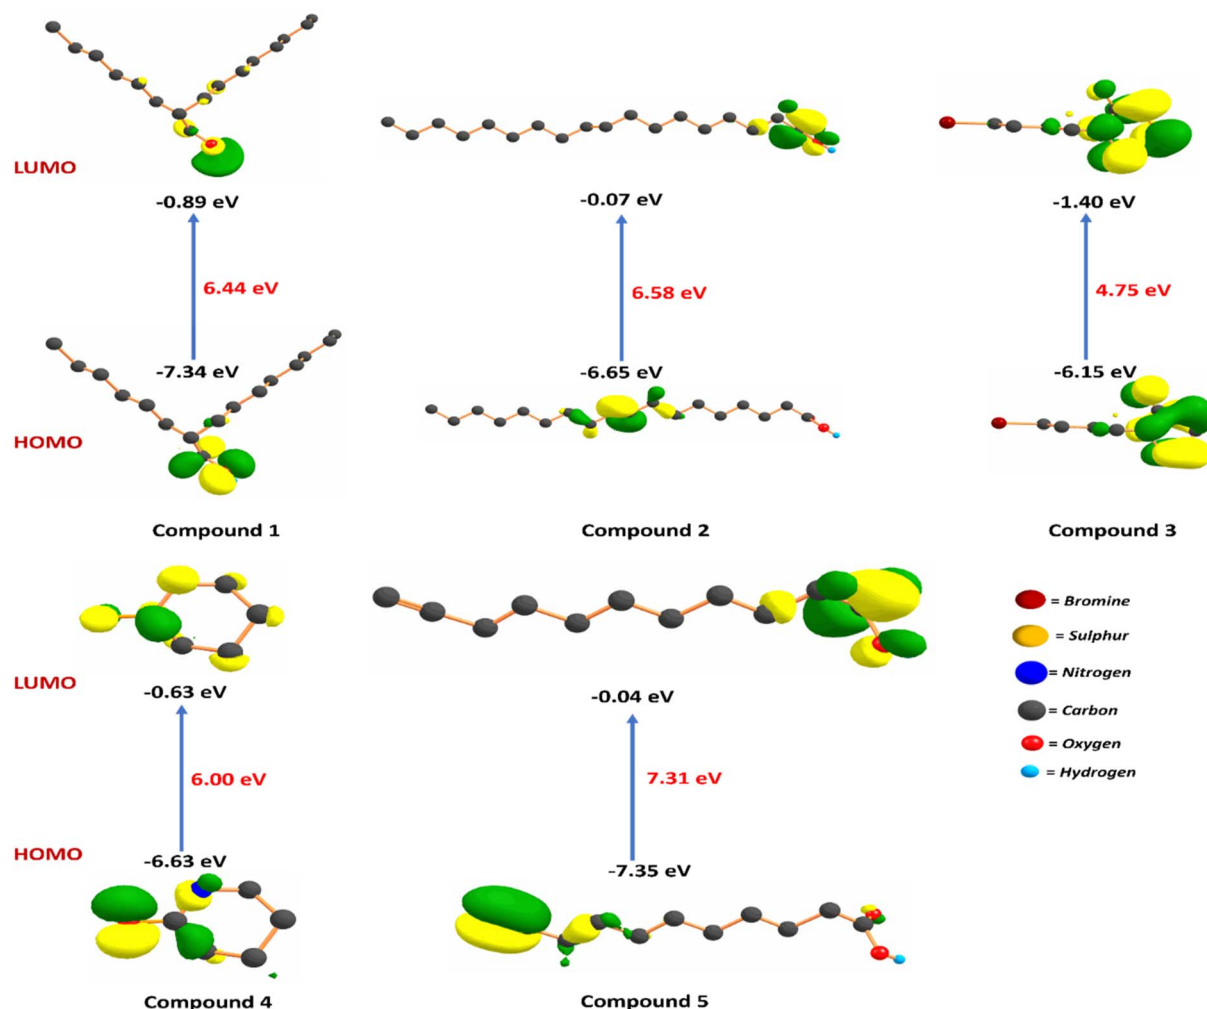 LUMO
-0.89 eV
-0.07 eV
-1.40 eV
6.44 eV
6.58 eV
4.75 eV
-7.34 eV
-6.65 eV
-6.15 eV
HOMO
Compound 1
Compound 2
Compound 3
LUMO
-0.63 eV
-0.04 eV
6.00 eV
7.31 eV
HOMO
-6.63 eV
-7.35 eV
Compound 4
Compound 5
= Bromine
= Sulphur
= Nitrogen
= Carbon
= Oxygen
= Hydrogen